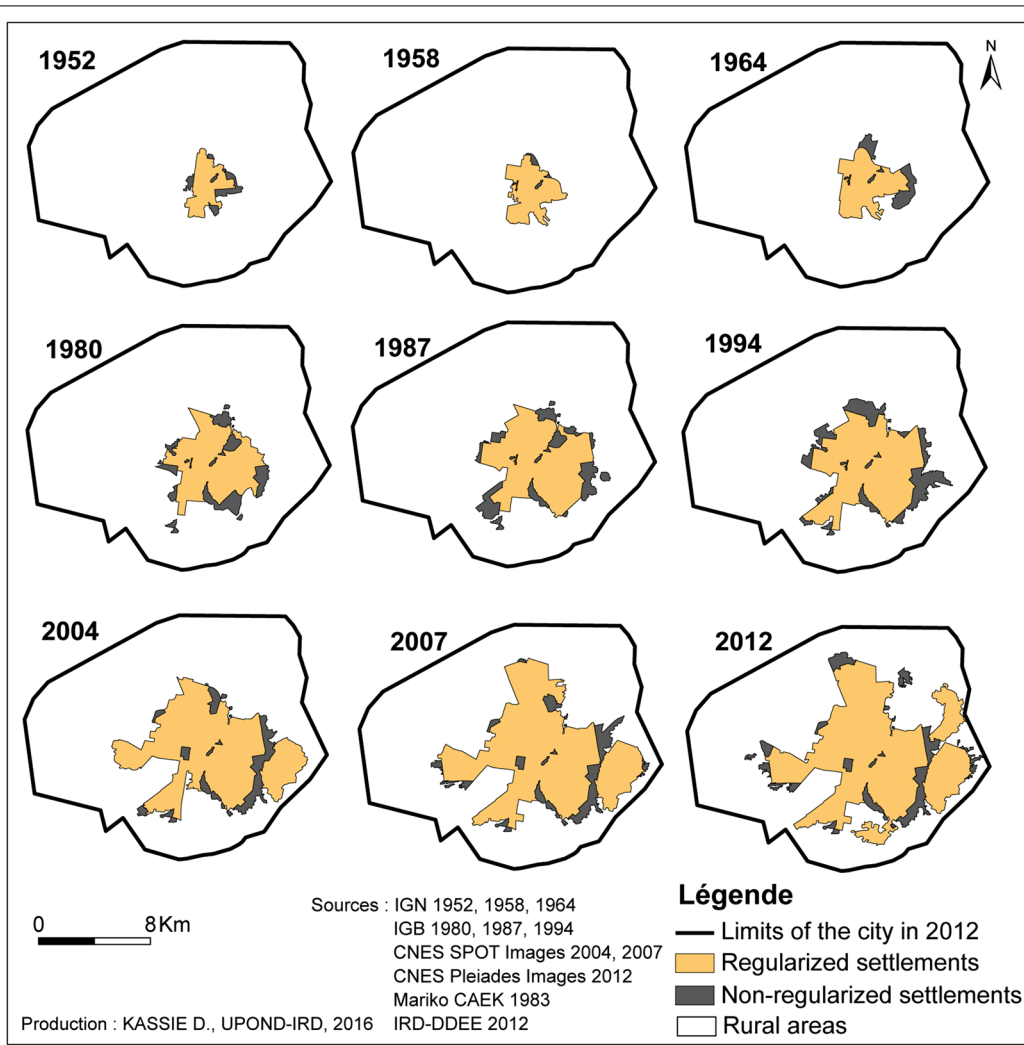 1952
1958
1964
N
1980
1987
1994
2004
2007
2012
0 8 Km
Sources : IGN 1952, 1958, 1964
IGB 1980, 1987, 1994
CNES SPOT Images 2004, 2007
CNES Pleiades Images 2012
Mariko CAEK 1983
IRD-DDEE 2012
Production : KASSIE D., UPOND-IRD, 2016
Légende
Limits of the city in 2012
Regularized settlements
Non-regularized settlements
Rural areas